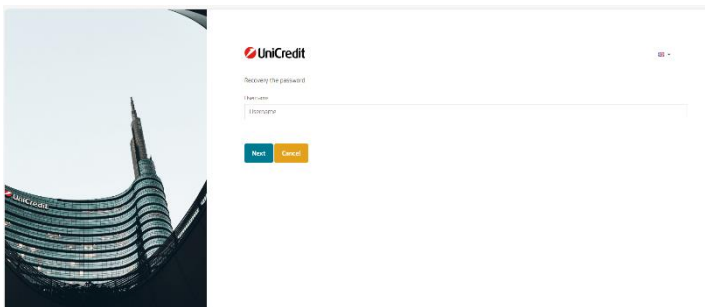 UniCredit
Recovery the password
Username
Username
Next Cancel
UniCredit